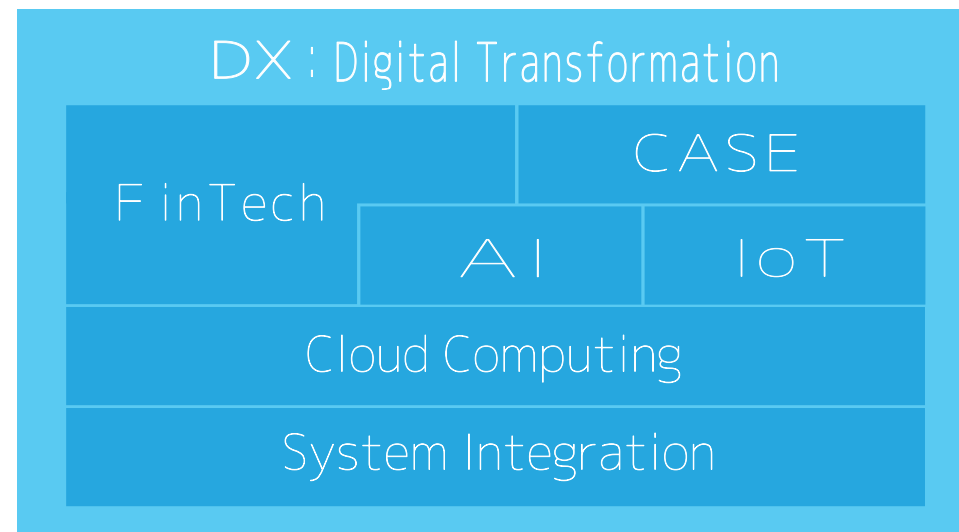 DX：Digital Transformation
CASE
FinTech
AI
IoT
Cloud Computing
System Integration